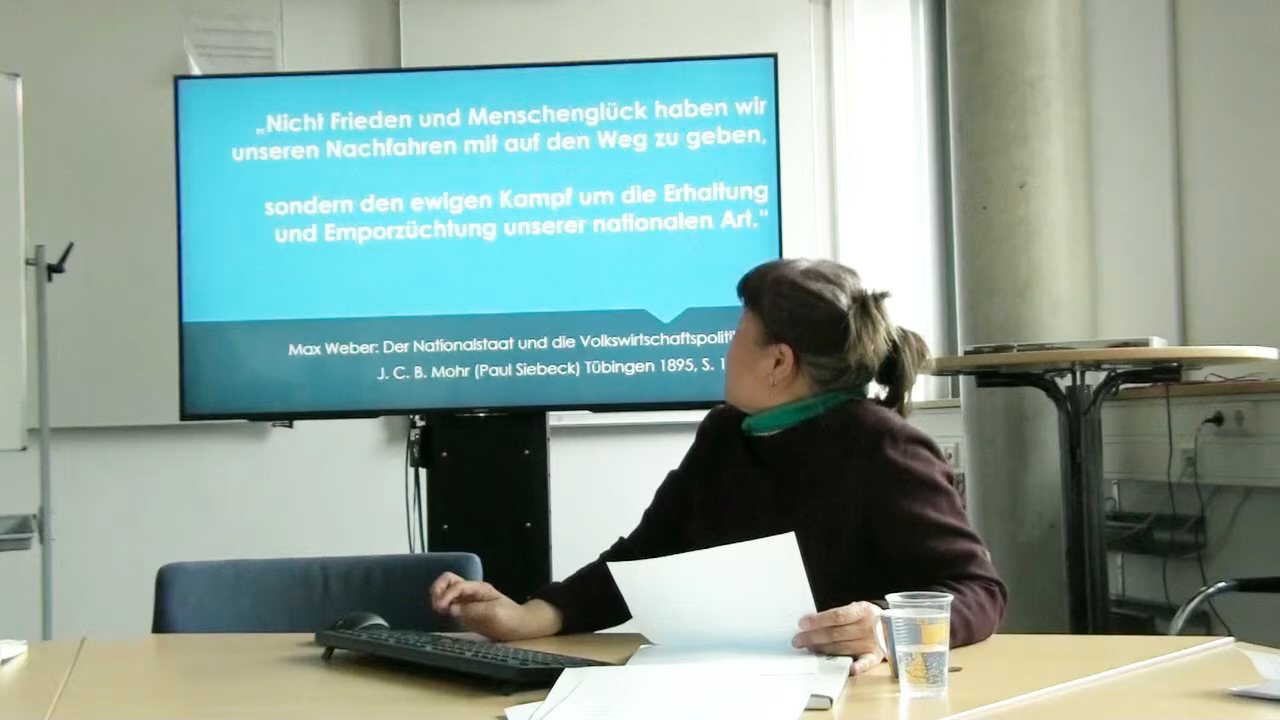 „Nicht Frieden und Menschenglück haben wir
unseren Nachfahren mit auf den Weg zu geben,
sondern den ewigen Kampf um die Erhaltung
und Emporzüchtung unserer nationalen Art.“
Max Weber: Der Nationalstaat und die
J. C. B. Mohr (Paul Siebeck) Tübingen 1895, S.